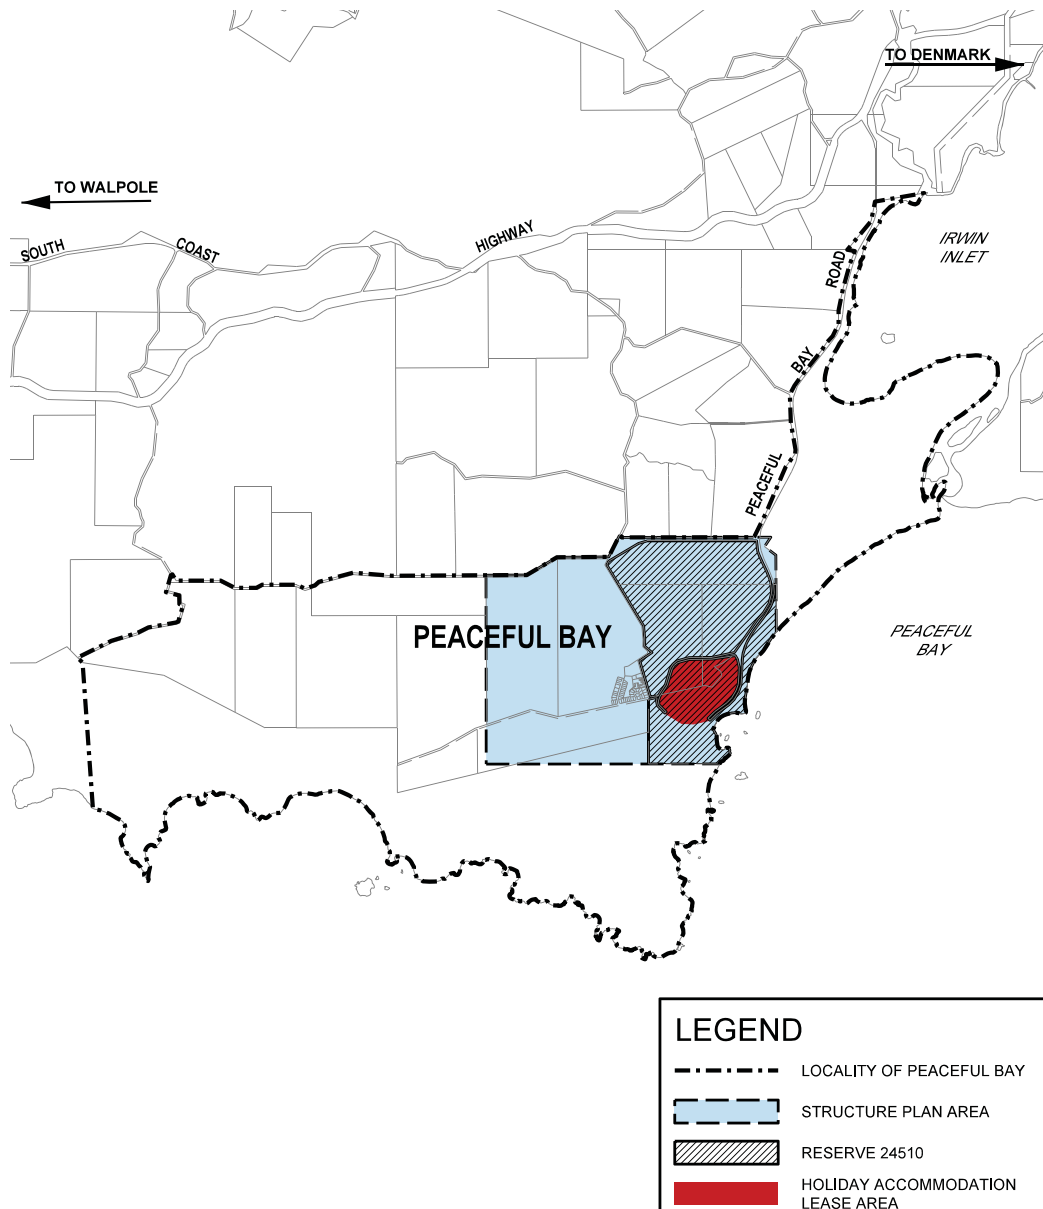 TO DENMARK
TO WALPOLE
SOUTH COAST HIGHWAY
IRWIN
INLET
PEACEFUL BAY ROAD
PEACEFUL BAY
PEACEFUL
BAY
LEGEND
LOCALITY OF PEACEFUL BAY
STRUCTURE PLAN AREA
RESERVE 24510
HOLIDAY ACCOMMODATION
LEASE AREA